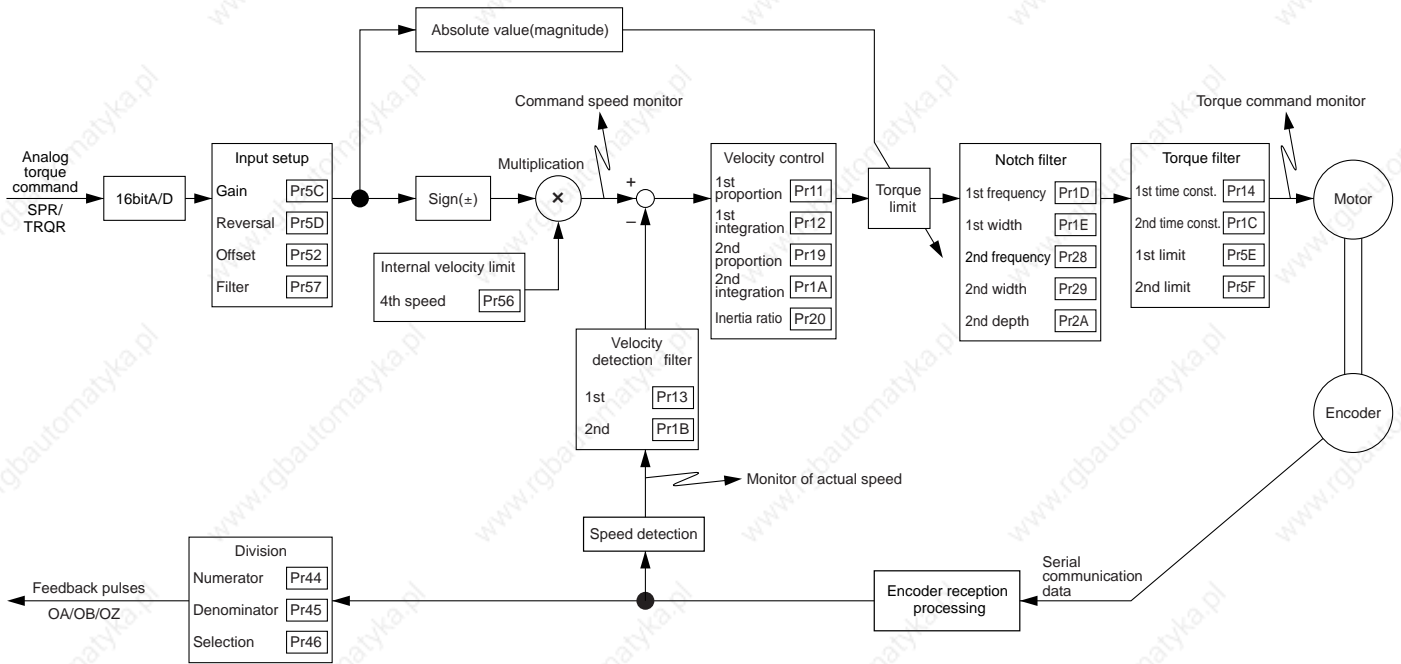 Absolute value(magnitude)
Command speed monitor
Torque command monitor
Analog
torque
command
SPR/
TRQR
16bitA/D
Input setup
Gain Pr5C
Reversal Pr5D
Offset Pr52
Filter Pr57
Sign(±)
Multiplication
×
+
−
Internal velocity limit
4th speed Pr56
Velocity control
1st
proportion Pr11
1st
integration Pr12
2nd
proportion Pr19
2nd
integration Pr1A
Inertia ratio Pr20
Torque
limit
Notch filter
1st frequency Pr1D
1st width Pr1E
2nd frequency Pr28
2nd width Pr29
2nd depth Pr2A
Torque filter
1st time const. Pr14
2nd time const. Pr1C
1st limit Pr5E
2nd limit Pr5F
Motor
Encoder
Velocity
detection filter
1st Pr13
2nd Pr1B
Monitor of actual speed
Speed detection
Serial
communication
data
Encoder reception
processing
Division
Numerator Pr44
Denominator Pr45
Selection Pr46
Feedback pulses
OA/OB/OZ
www.rgbautomatyka.pl